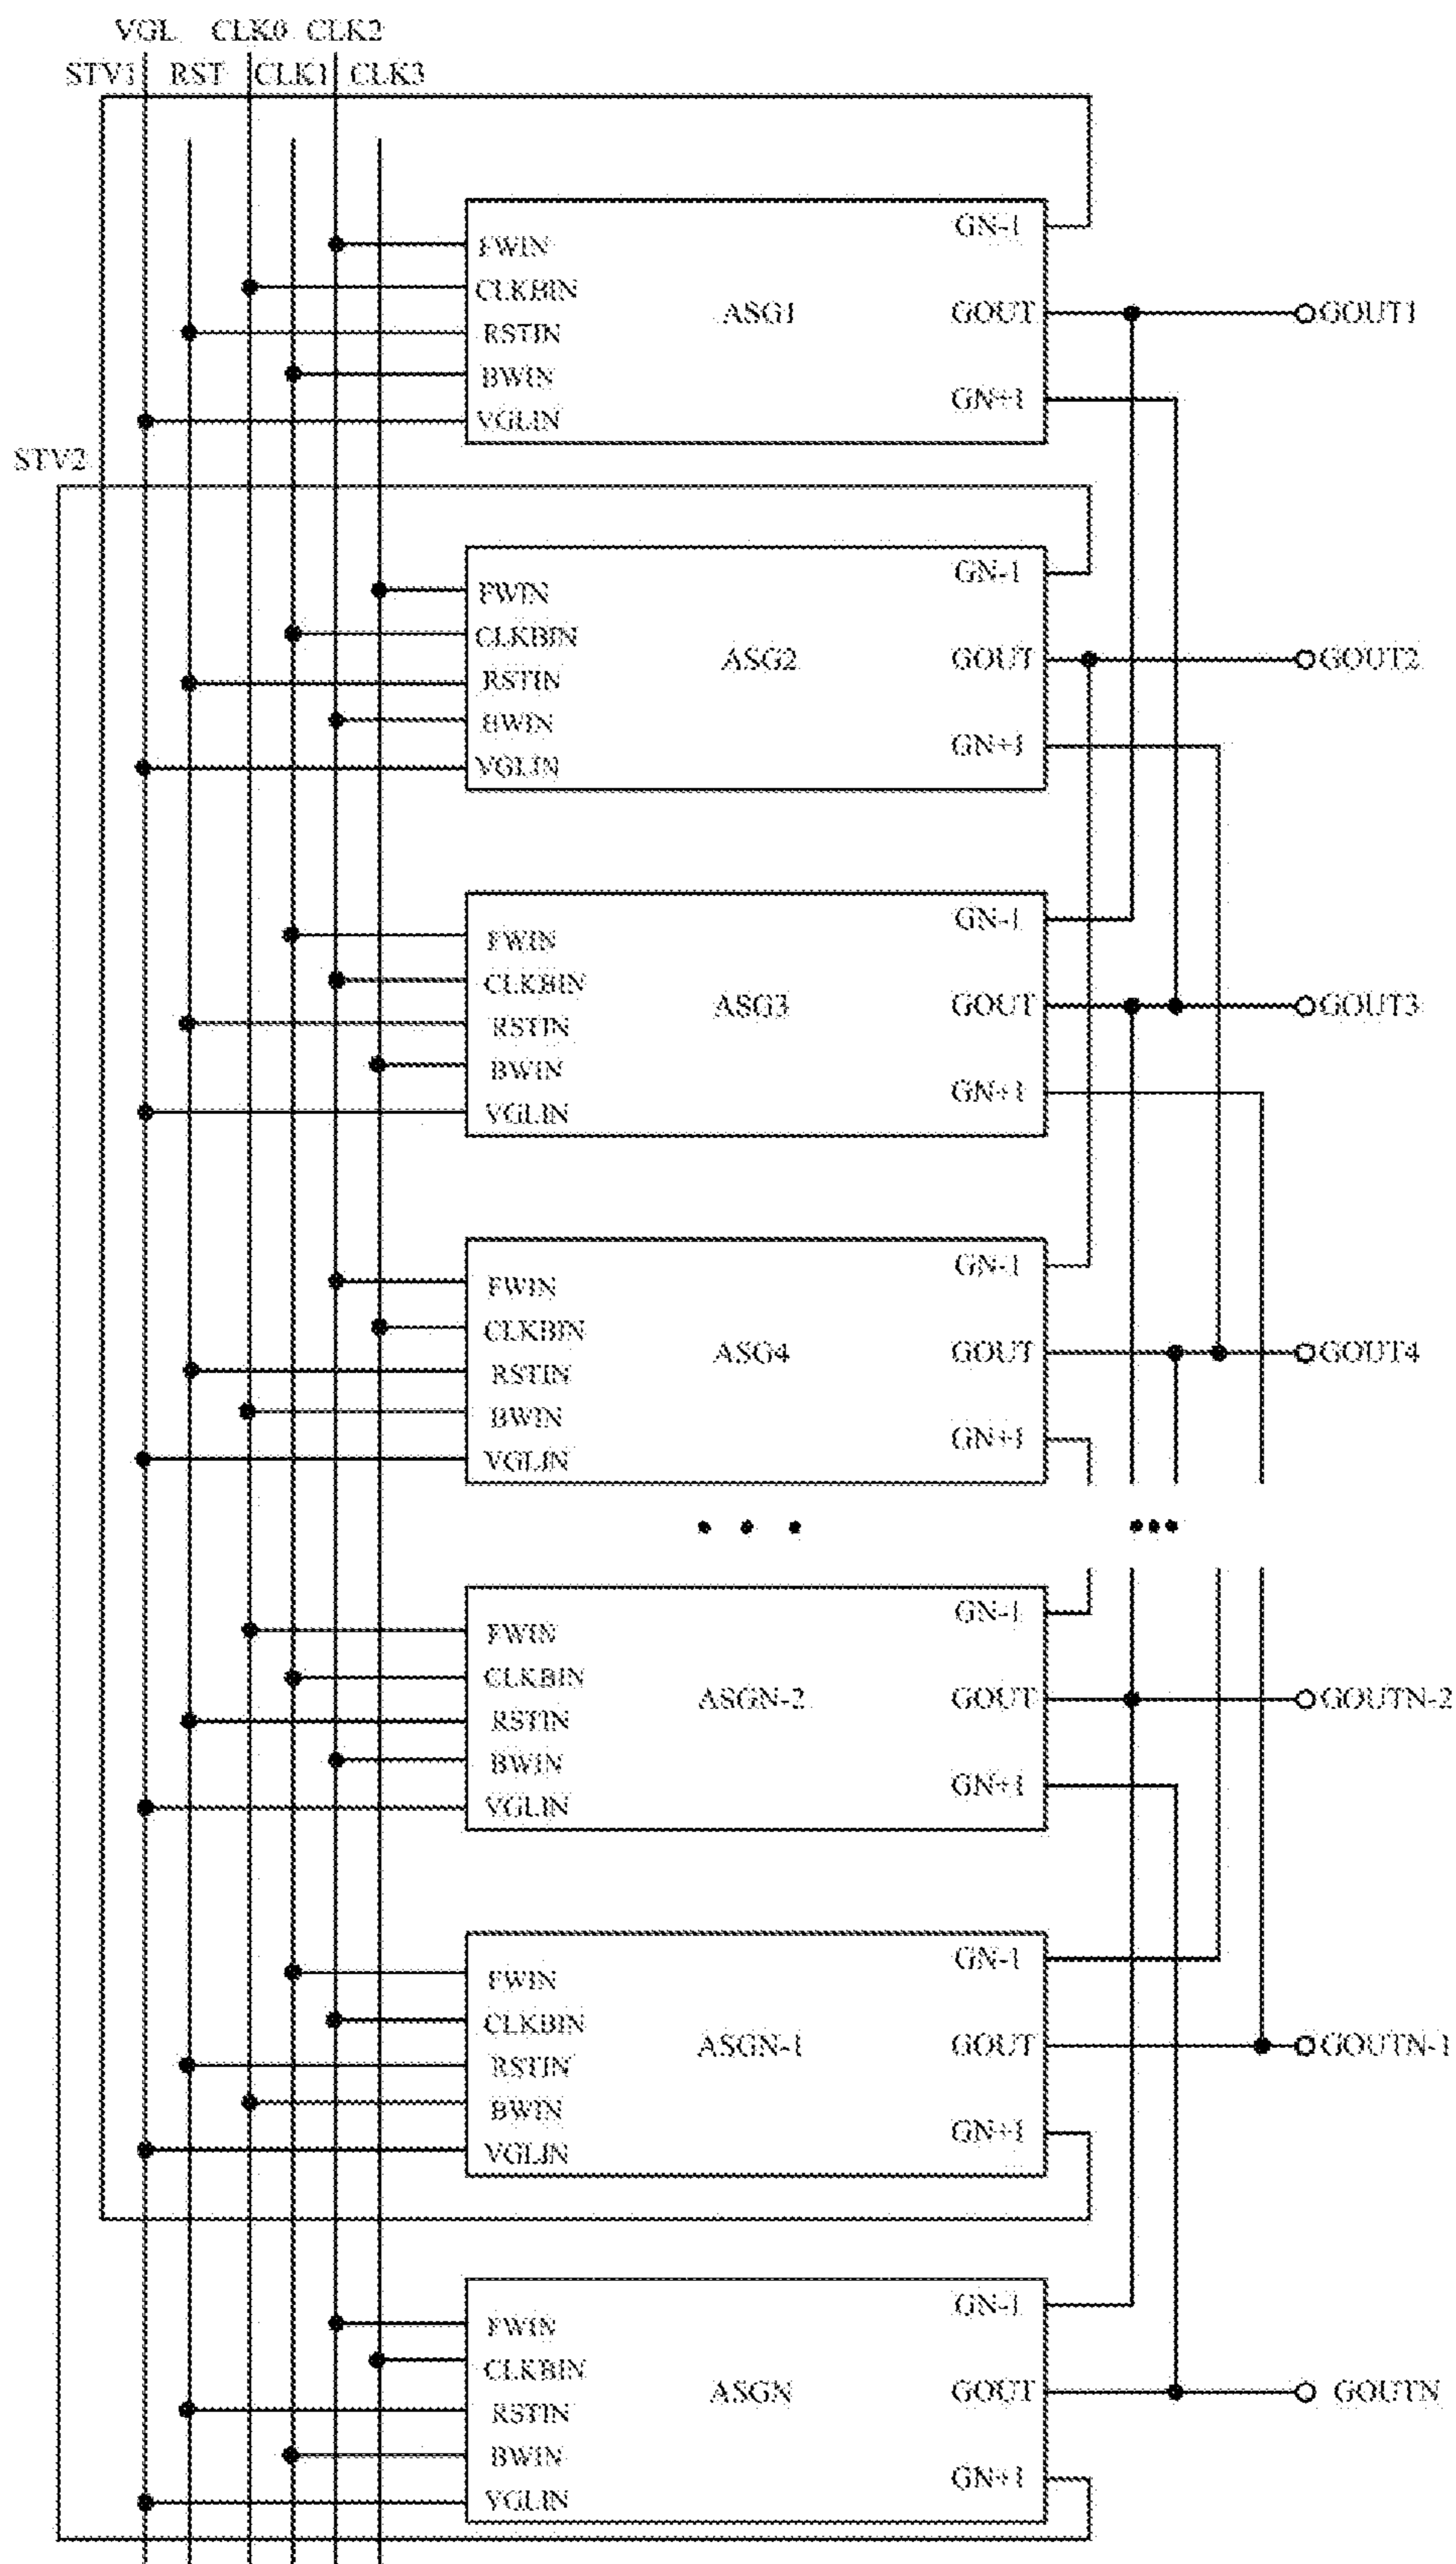 VGL CLK0 CLK2
STV1 RST CLK1 CLK3
GN-1
FWIN
CLKBIN
ASG1
GOUT
GOUT1
RSTIN
BWIN
GN+1
VGLIN
STV2
GN-1
FWIN
CLKBIN
ASG2
GOUT
GOUT2
RSTIN
BWIN
GN+1
VGLIN
GN-1
FWIN
CLKBIN
ASG3
GOUT
GOUT3
RSTIN
BWIN
GN+1
VGLIN
GN-1
FWIN
CLKBIN
ASG4
GOUT
GOUT4
RSTIN
BWIN
GN+1
VGLIN
GN-1
FWIN
CLKBIN
ASGN-2
GOUT
GOUTN-2
RSTIN
BWIN
GN+1
VGLIN
GN-1
FWIN
CLKBIN
ASGN-1
GOUT
GOUTN-1
RSTIN
BWIN
GN+1
VGLIN
GN-1
FWIN
CLKBIN
ASGN
GOUT
GOUTN
RSTIN
BWIN
GN+1
VGLIN